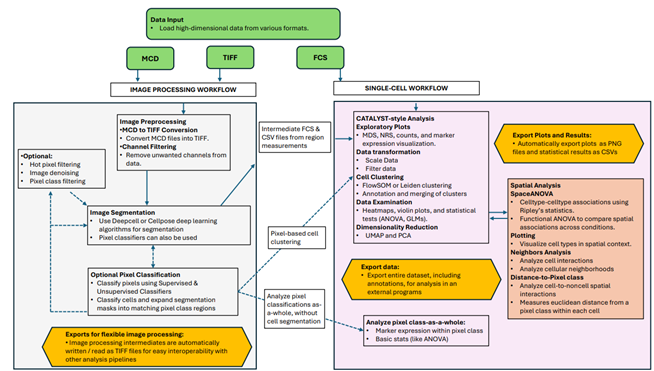 Data Input
• Load high-dimensional data from various formats.
MCD
TIFF
FCS
IMAGE PROCESSING WORKFLOW
SINGLE-CELL WORKFLOW
Image Preprocessing
•MCD to TIFF Conversion
• Convert MCD files into TIFF.
•Channel Filtering
• Remove unwanted channels from
data.
•Optional:
• Hot pixel filtering
• Image denoising
• Pixel class filtering
Image Segmentation
• Use Deepcell or Cellpose deep learning
algorithms for segmentation
• Pixel classifiers can also be used
Optional Pixel Classification
• Classify pixels using Supervised &
Unsupervised Classifiers
• Classify cells and expand segmentation
masks into matching pixel class regions
Exports for flexible image processing:
• Image processing intermediates are automatically
written / read as TIFF files for easy interoperability with
other analysis pipelines
Intermediate FCS &
CSV files from region
measurements
Pixel-based cell
clustering
Analyze pixel
classifications as-
a-whole, without
cell segmentation
CATALYST-style Analysis
Exploratory Plots
• MDS, NRS, counts, and marker
expression visualization.
Data transformation
• Scale Data
• Filter data
Cell Clustering
• FlowSOM or Leiden clustering
• Annotation and merging of clusters
Data Examination
• Heatmaps, violin plots, and statistical
tests (ANOVA, GLMs).
Dimensionality Reduction
• UMAP and PCA
Export Plots and Results:
• Automatically export plots as PNG
files and statistical results as CSVs
Spatial Analysis
SpaceANOVA
• Celltype-celltype associations using
Ripley's statistics.
• Functional ANOVA to compare spatial
associations across conditions.
Plotting
• Visualize cell types in spatial context.
Neighbors Analysis
• Analyze cell interactions
• Analyze cellular neighborhoods
Distance-to-Pixel class
• Analyze cell-to-noncell spatial
interactions
• Measures euclidean distance from a
pixel class within each cell
Export data:
• Export entire dataset, including
annotations, for analysis in an
external programs
Analyze pixel class-as-a-whole:
• Marker expression within pixel class
• Basic stats (like ANOVA)